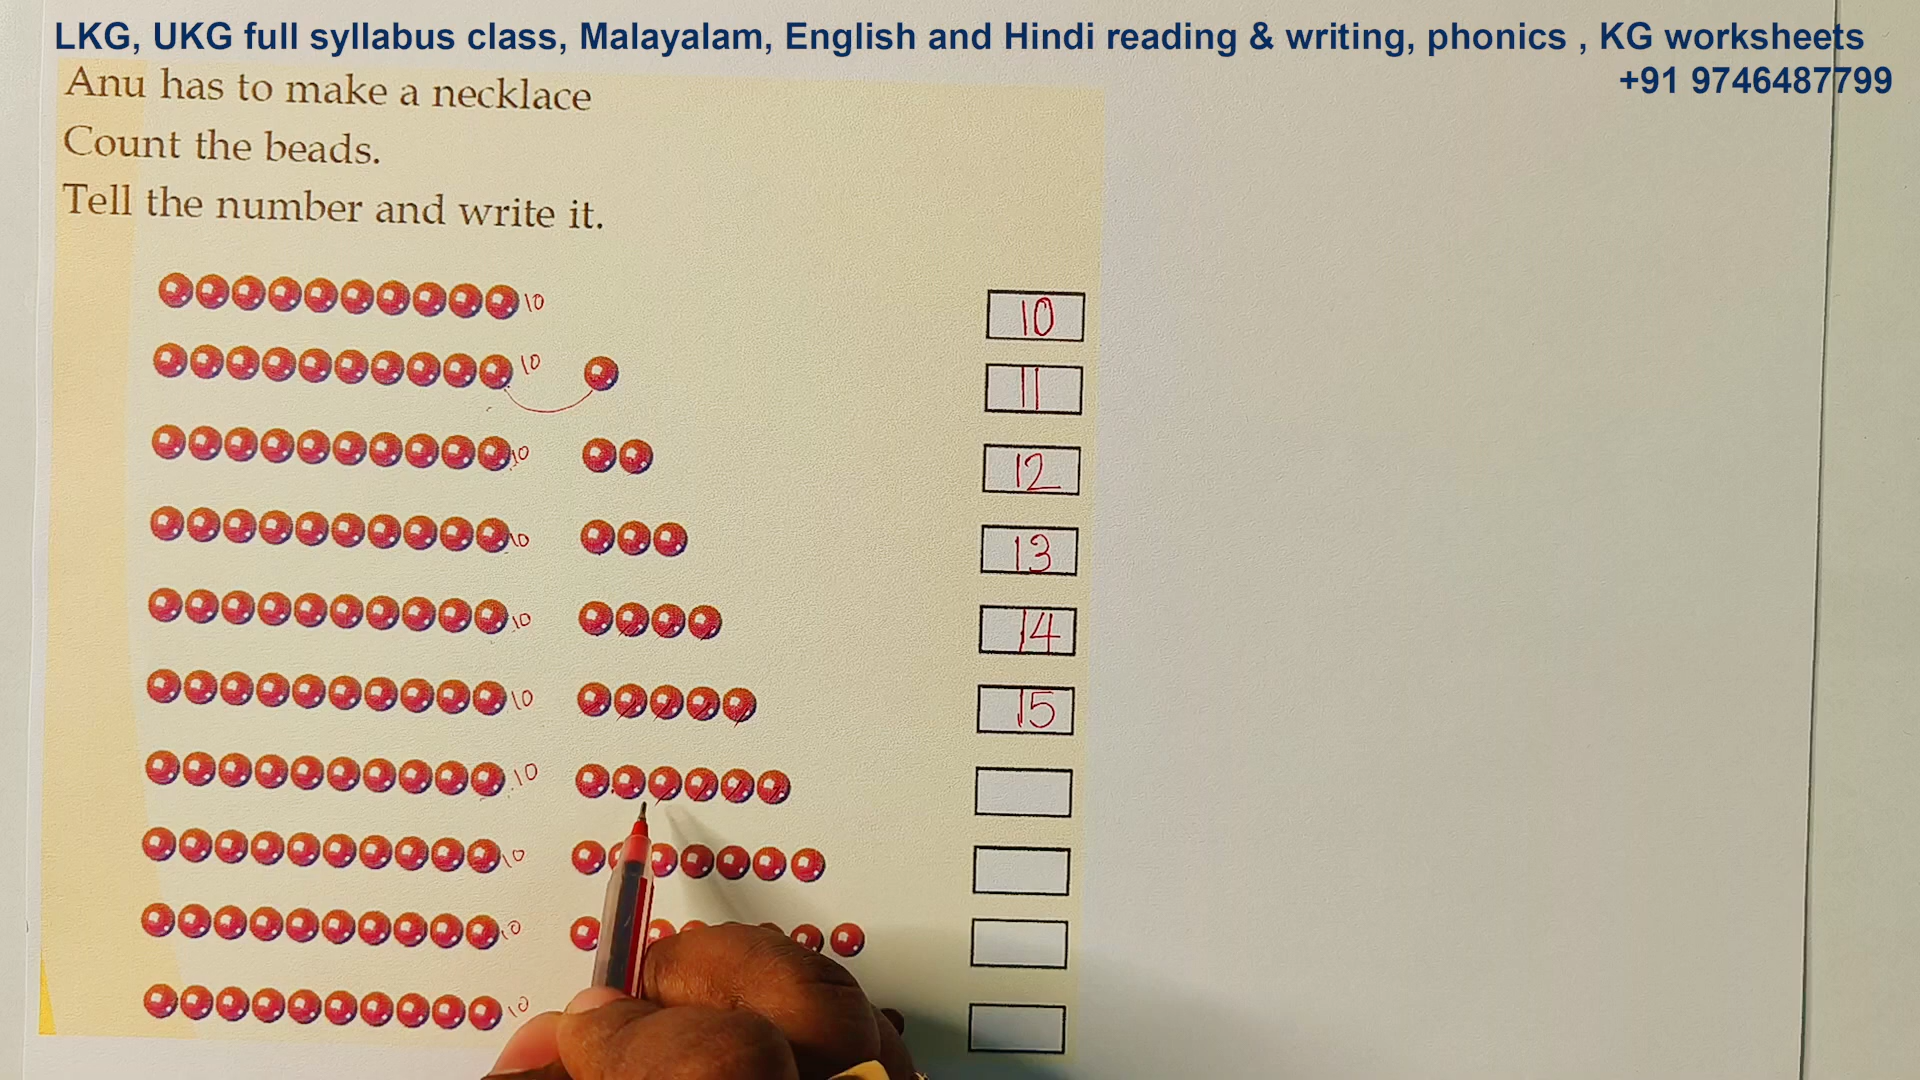 LKG, UKG full syllabus class, Malayalam, English and Hindi reading & writing, phonics , KG worksheets
+91 9746487799
Anu has to make a necklace
Count the beads.
Tell the number and write it.
10 10
10 11
10 12
10 13
10 14
10 15
10
10
10
10